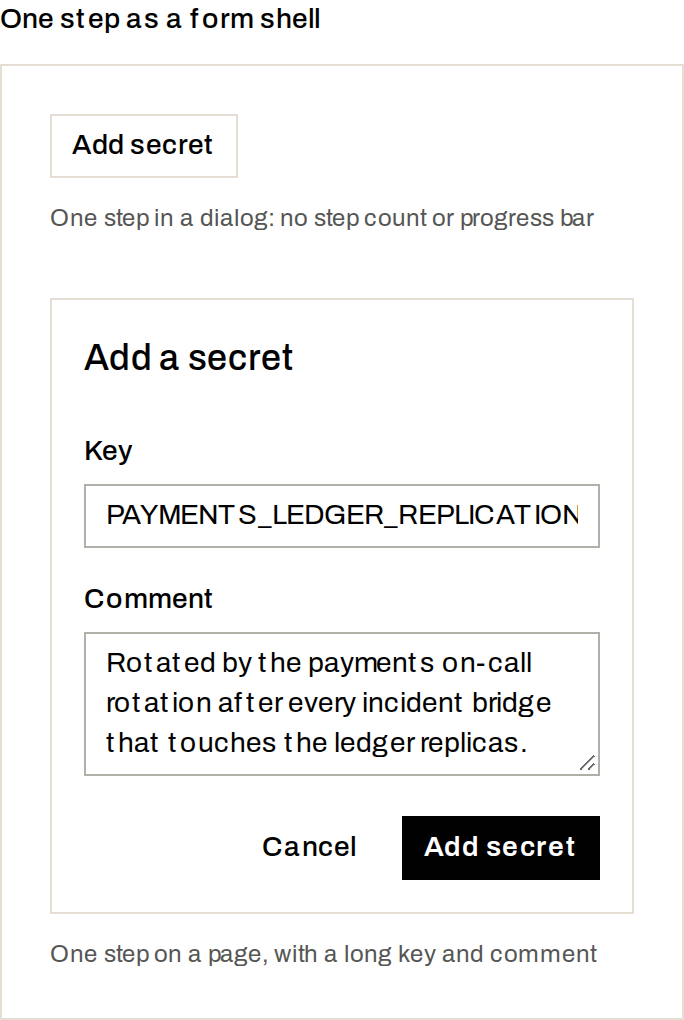 One step as a form shell
Add secret
One step in a dialog: no step count or progress bar
Add a secret
Key
PAYMENTS_LEDGER_REPLICATION
Comment
Rotated by the payments on-call
rotation after every incident bridge
that touches the ledger replicas.
Cancel
Add secret
One step on a page, with a long key and comment